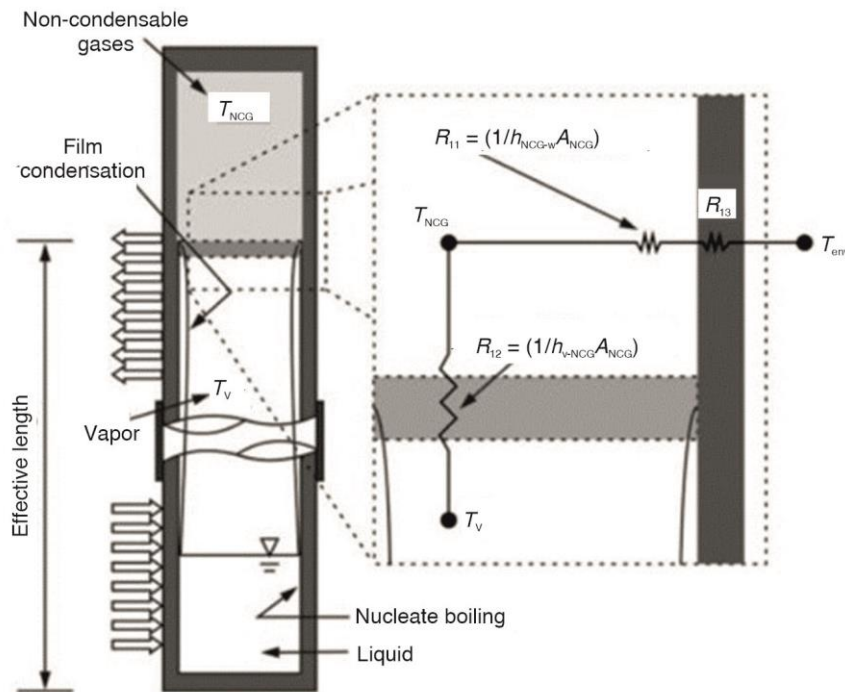 Non-condensable
gases
T_NCG
Film
condensation
R_11 = (1/h_NCG-w A_NCG)
T_NCG
R_13
T_env
R_12 = (1/h_v-NCG A_NCG)
T_v
Vapor
Effective length
T_v
Nucleate boiling
Liquid